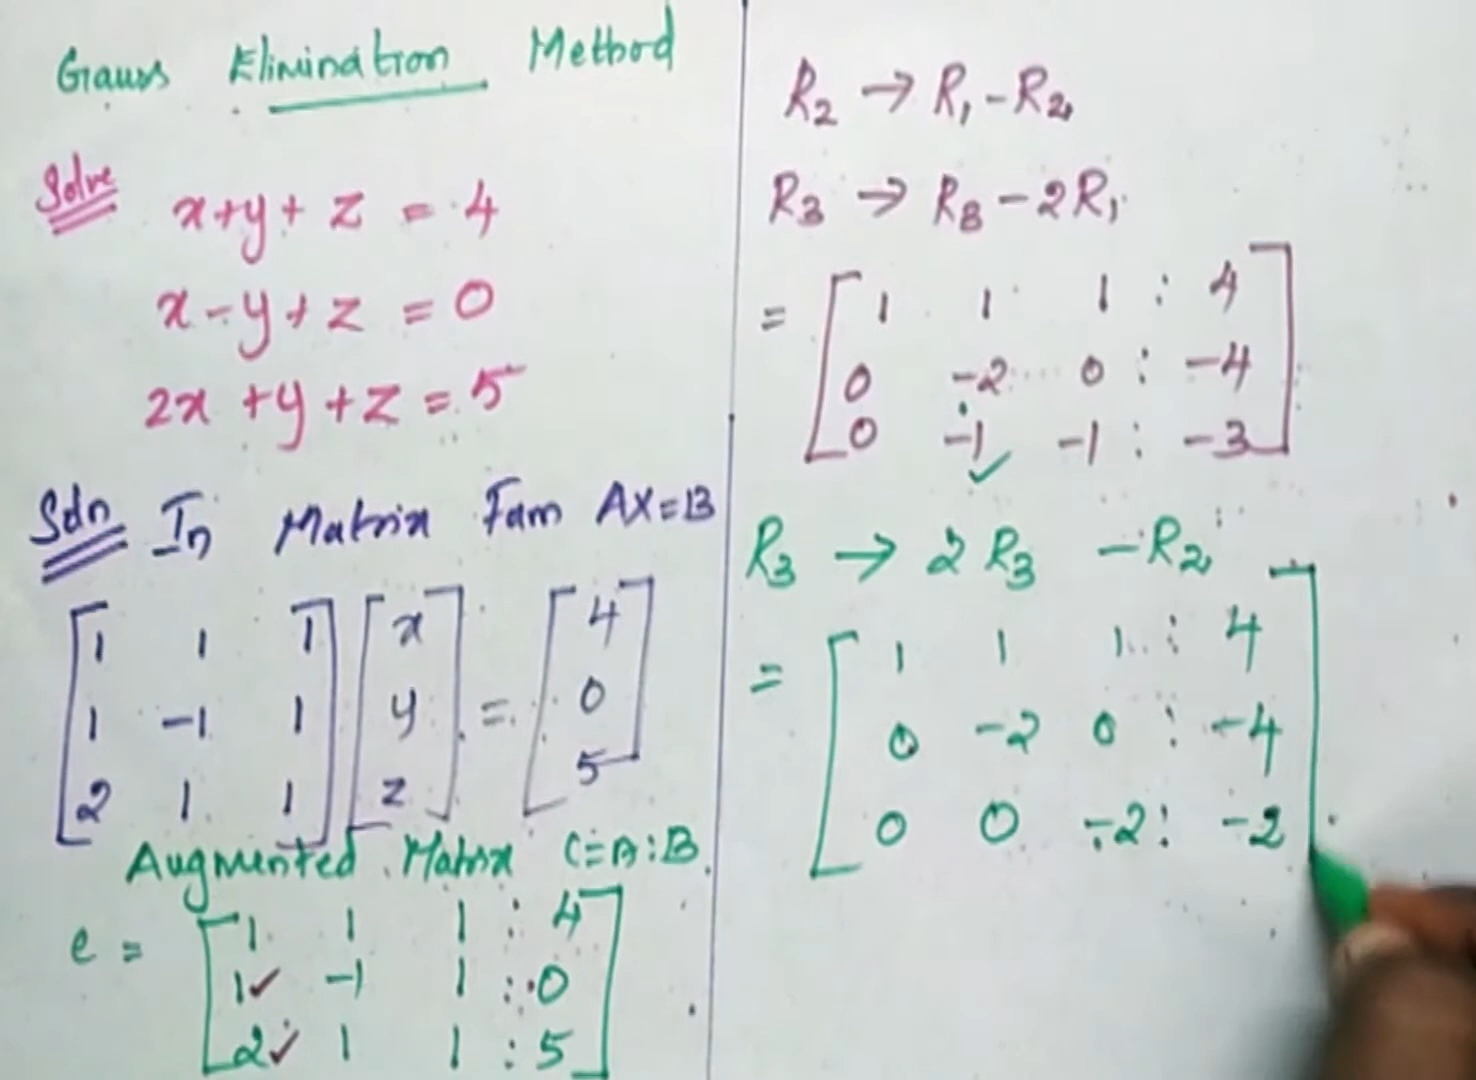 Gauss Elimination Method
Solve x+y+z=4
x-y+z=0
2x+y+z=5
Soln In Matrix Form AX=B
[1 1 1] [x] = [4]
[1 -1 1] [y] [0]
[2 1 1] [z] [5]
Augmented Matrix C=A:B
C = [1 1 1 : 4]
[1✓ -1 1 : 0]
[2✓ 1 1 : 5]
R2 → R1-R2
R3 → R3-2R1
= [1 1 1 : 4]
[0 -2 0 : -4]
[0 -1 -1 : -3]
✓
R3 → 2R3 -R2
= [1 1 1 : 4]
[0 -2 0 : -4]
[0 0 -2 : -2]